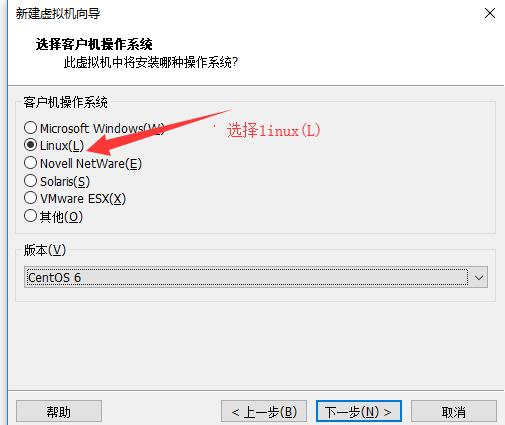 新建虚拟机向导
选择客户机操作系统
此虚拟机中将安装哪种操作系统?
客户机操作系统
Microsoft Windows(W)
Linux(L)
选择linux(L)
Novell NetWare(E)
Solaris(S)
VMware ESX(X)
其他(O)
版本(V)
CentOS 6
帮助
< 上一步(B)
下一步(N) >
取消